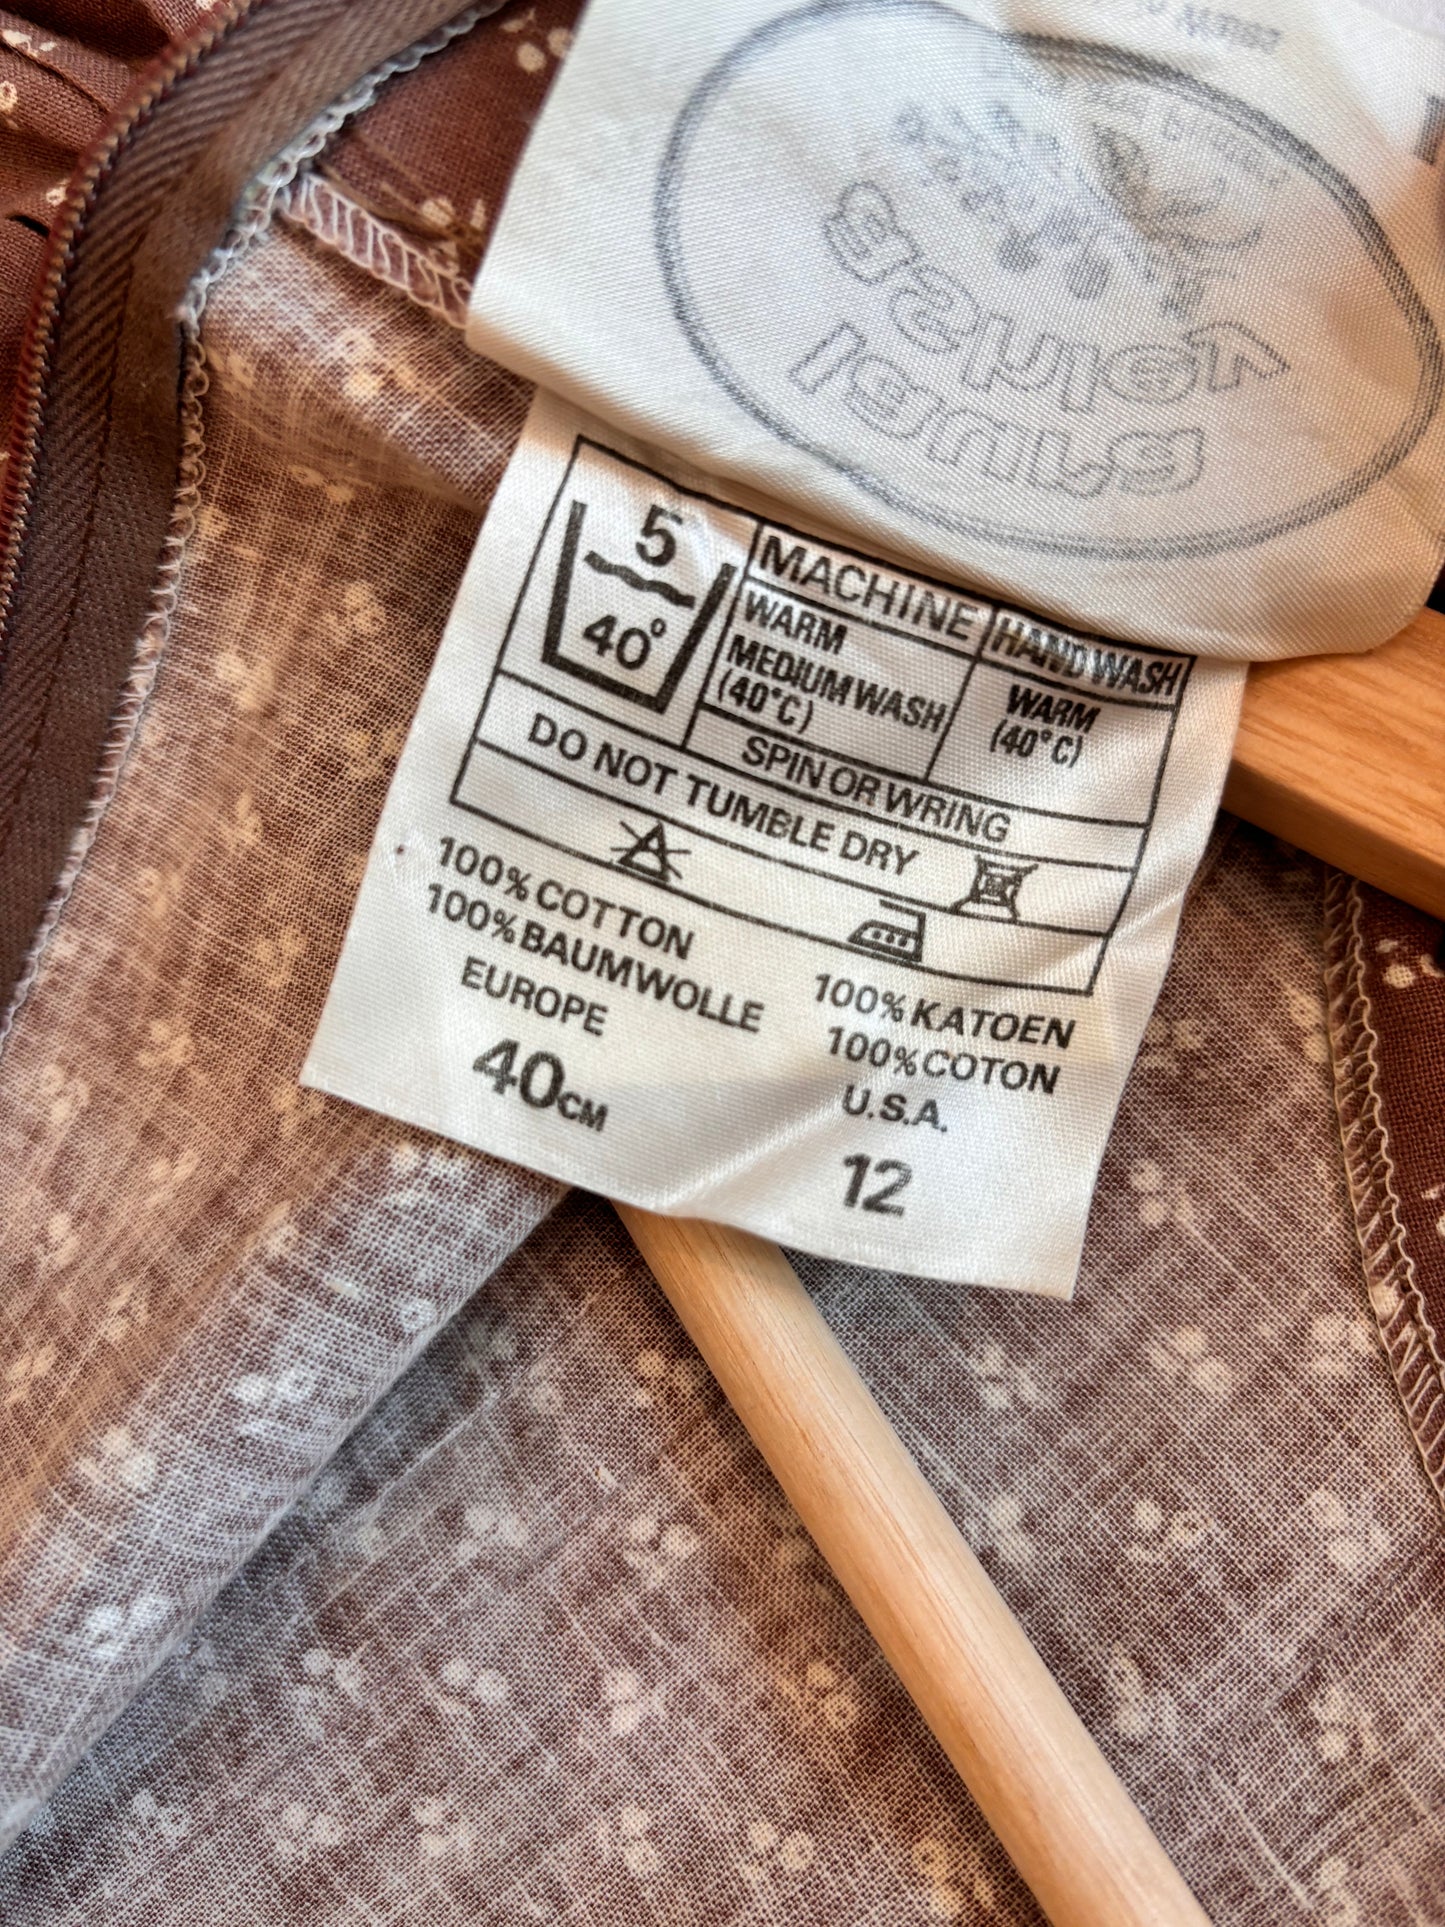 5
40°
MACHINE
HAND WASH
WARM
MEDIUM WASH
(40°C)
WARM
(40°C)
SPIN OR WRING
DO NOT TUMBLE DRY
100% COTTON
100% BAUMWOLLE
EUROPE
40CM
100% KATOEN
100% COTON
U.S.A.
12